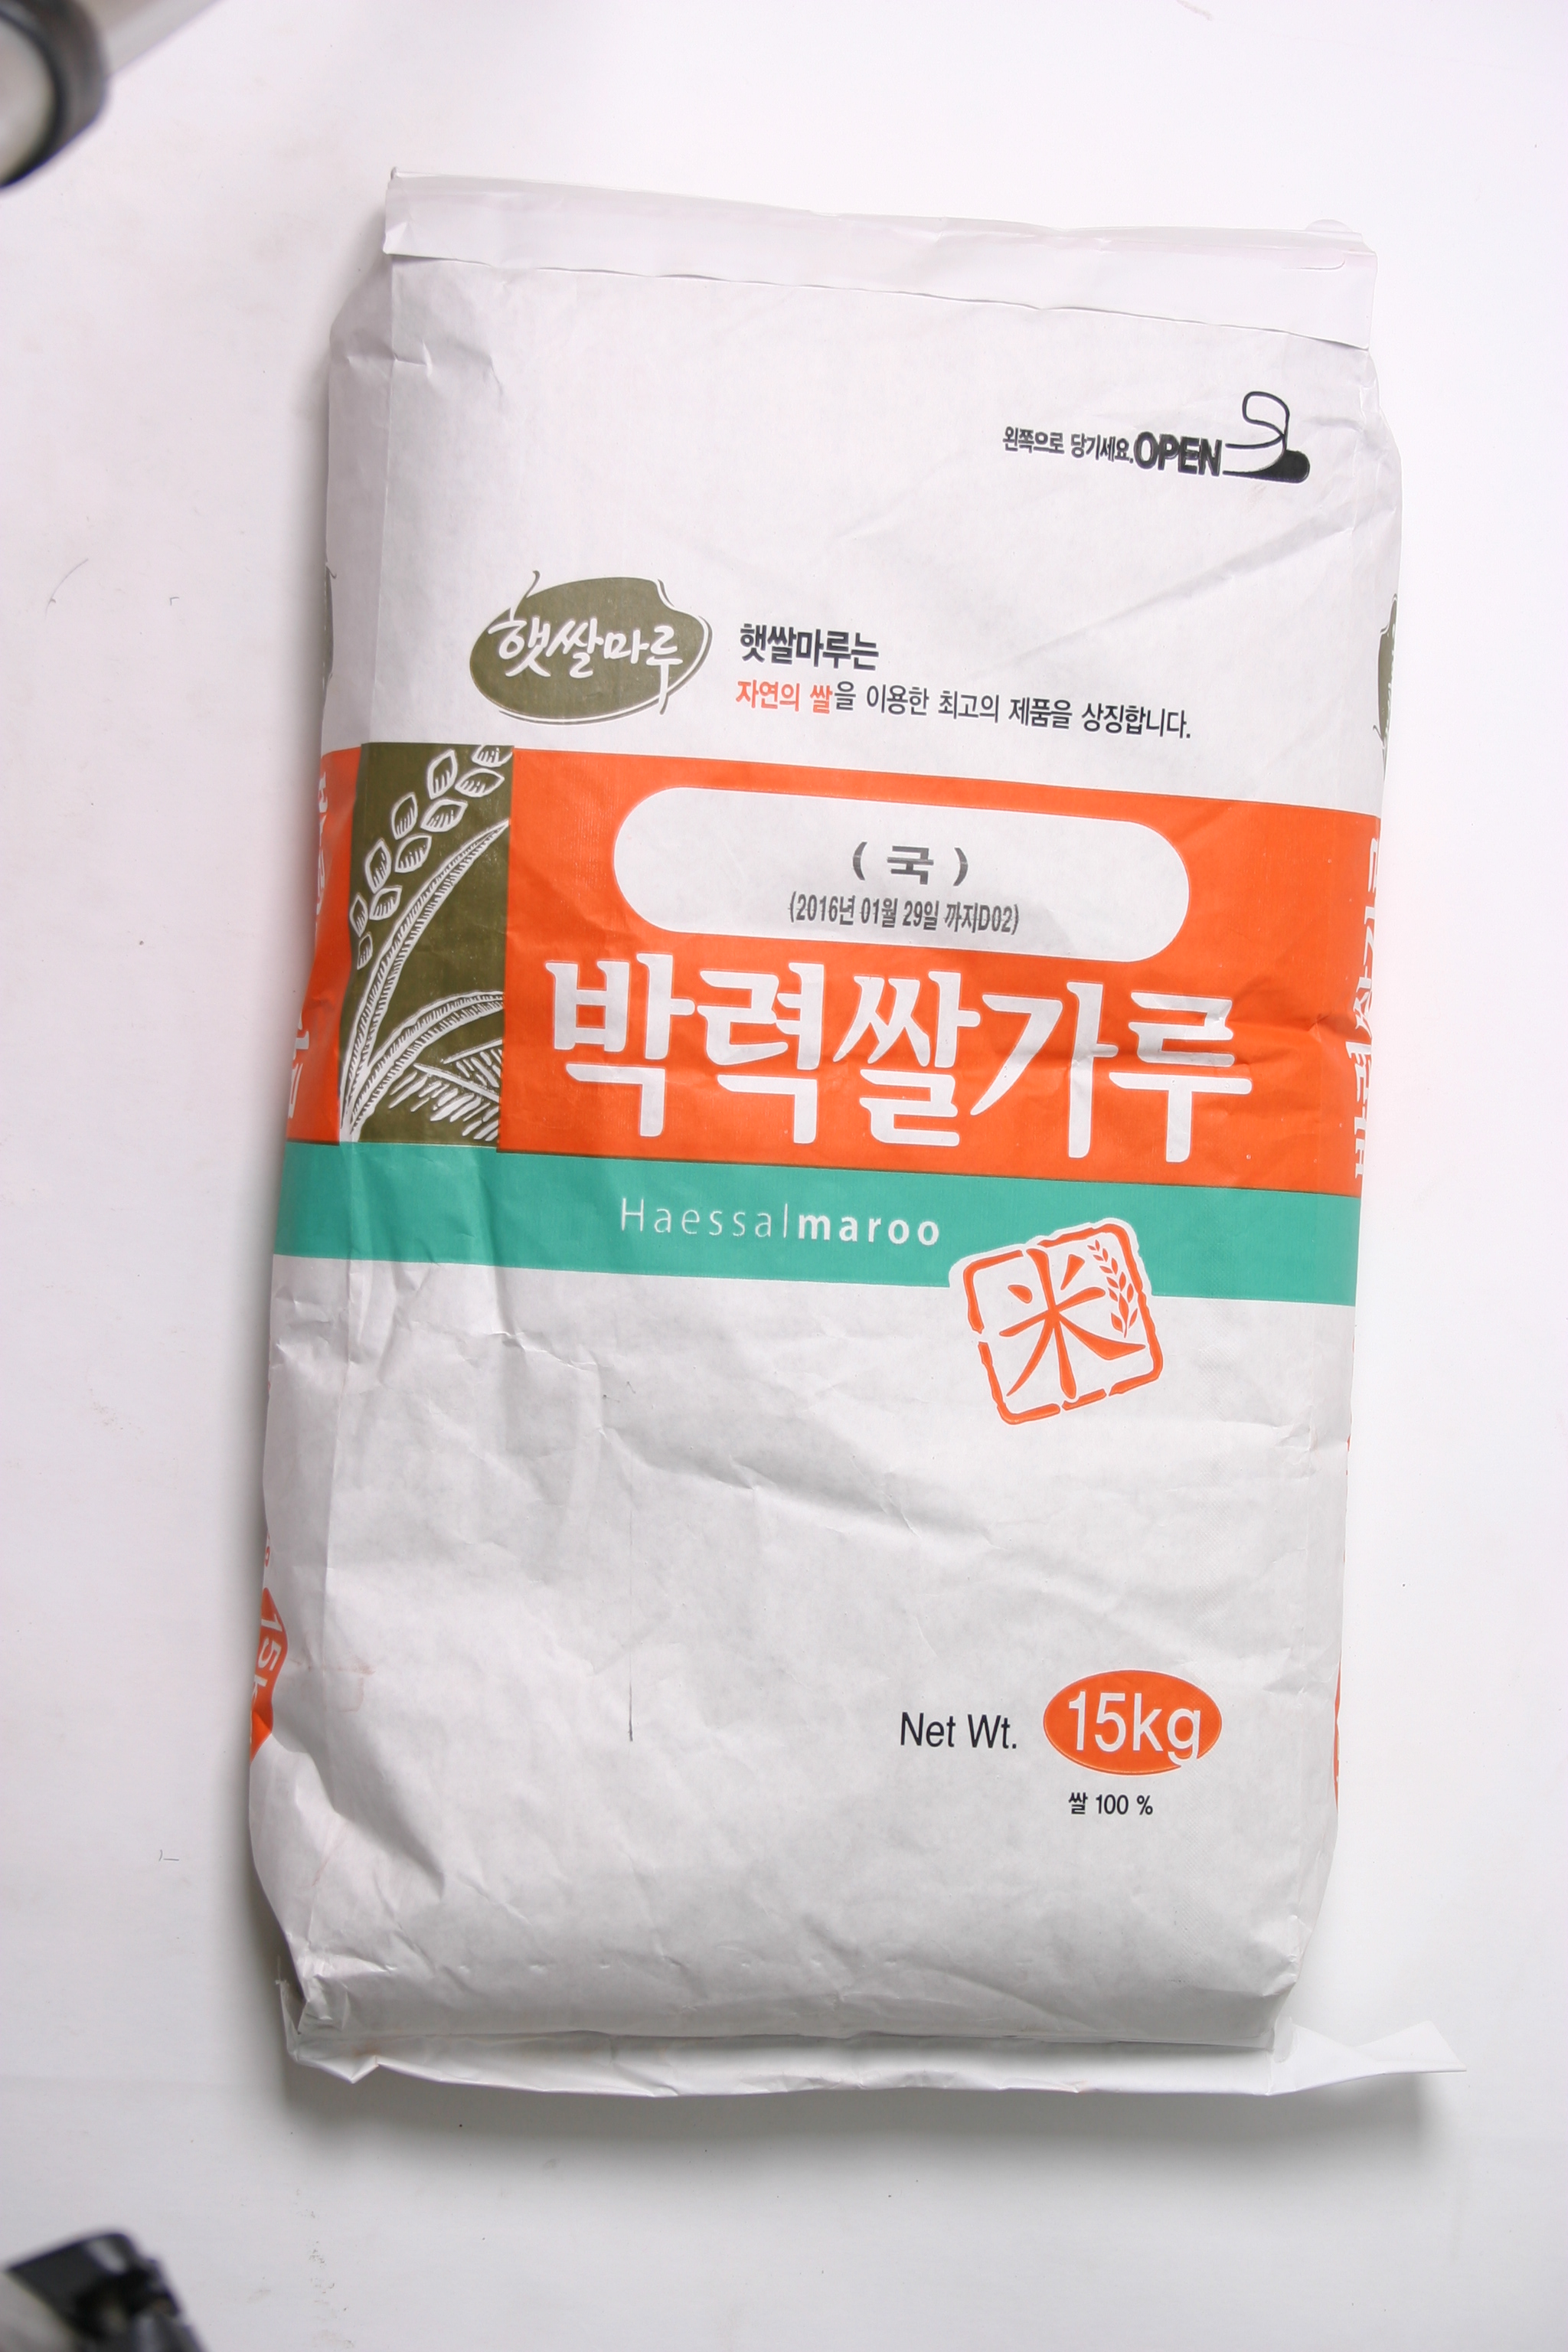 왼쪽으로 당기세요.OPEN
햇쌀마루
햇쌀마루는
자연의 쌀을 이용한 최고의 제품을 상징합니다.
( 국 )
(2016년 01월 29일 까지D02)
박력쌀가루
Haessalmaroo
米
Net Wt. 15kg
쌀 100 %